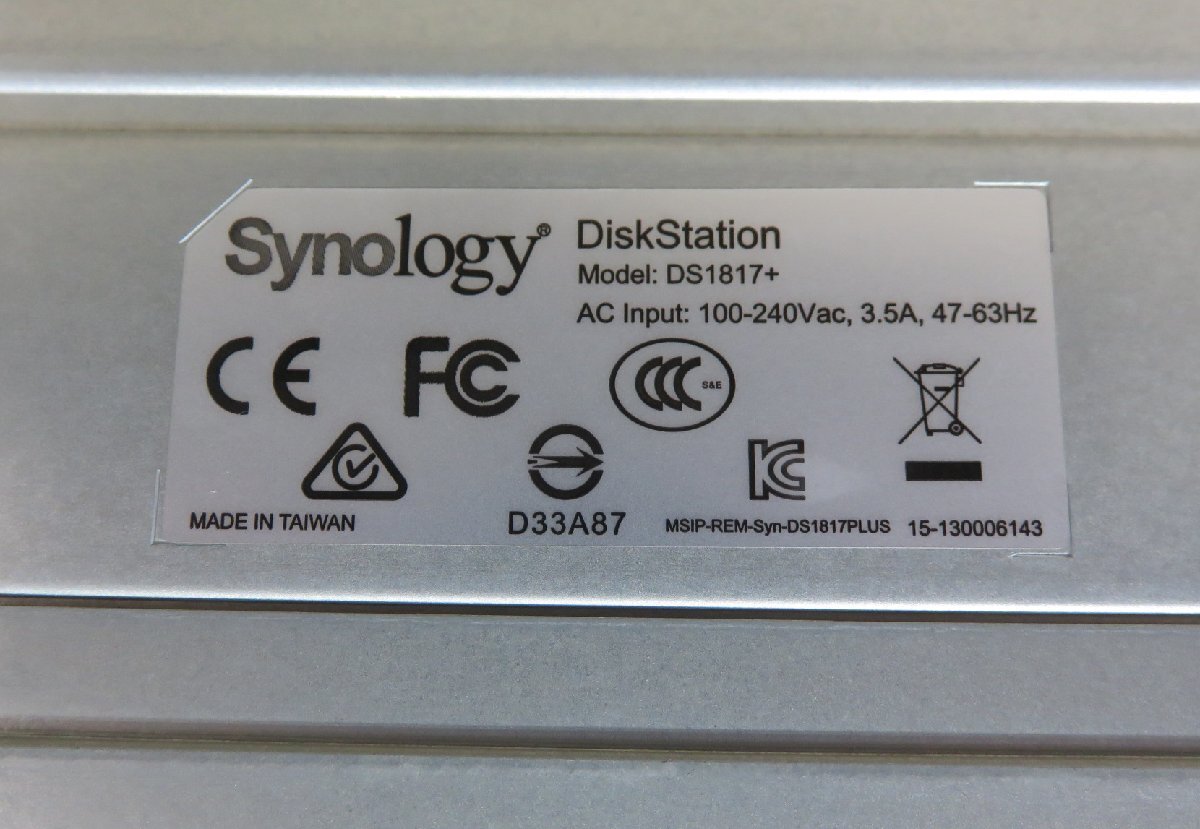 Synology®
DiskStation
Model: DS1817+
AC Input: 100-240Vac, 3.5A, 47-63Hz
CE
FC
CCC S&E
KC
MADE IN TAIWAN
D33A87
MSIP-REM-Syn-DS1817PLUS
15-130006143